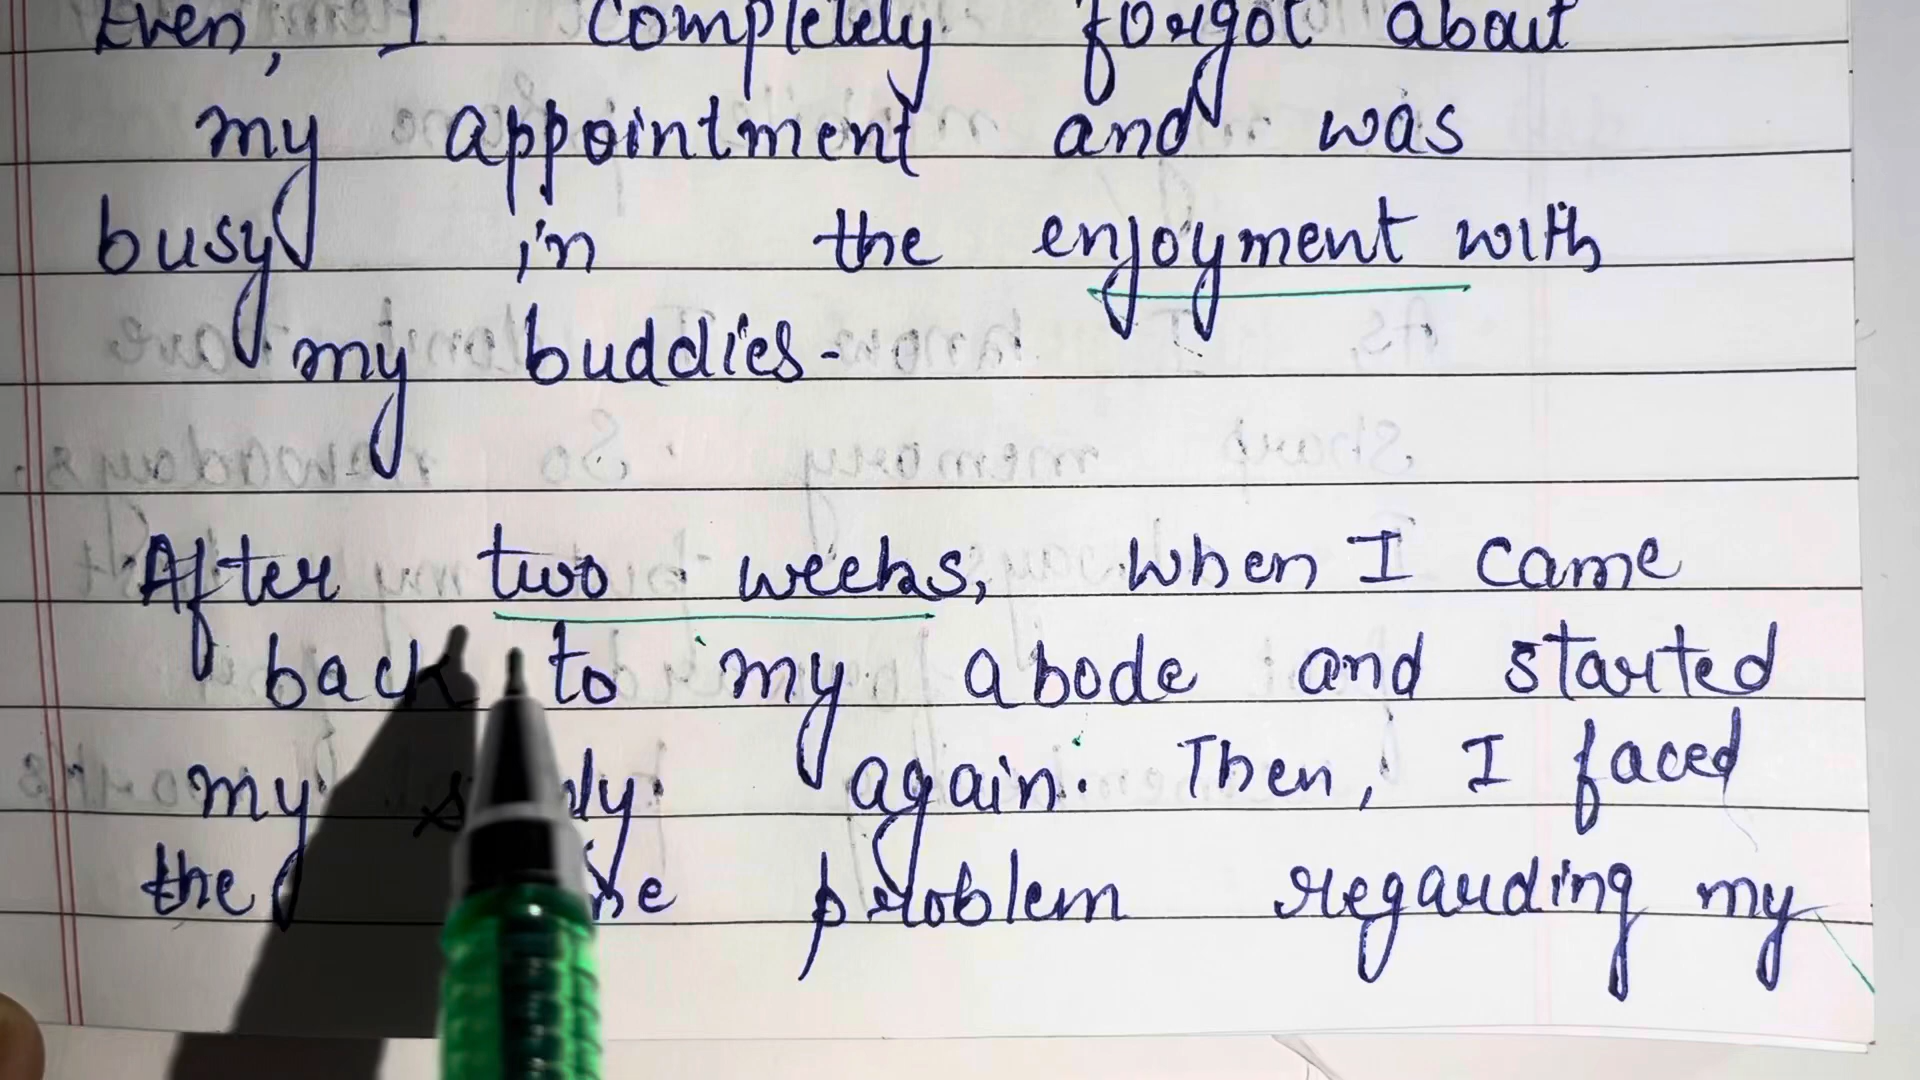 Even, I completely forgot about
my appointment and was
busy in the enjoyment with
my buddies.
After two weeks, when I came
back to my abode and started
my again. Then, I faced
the problem regarding my